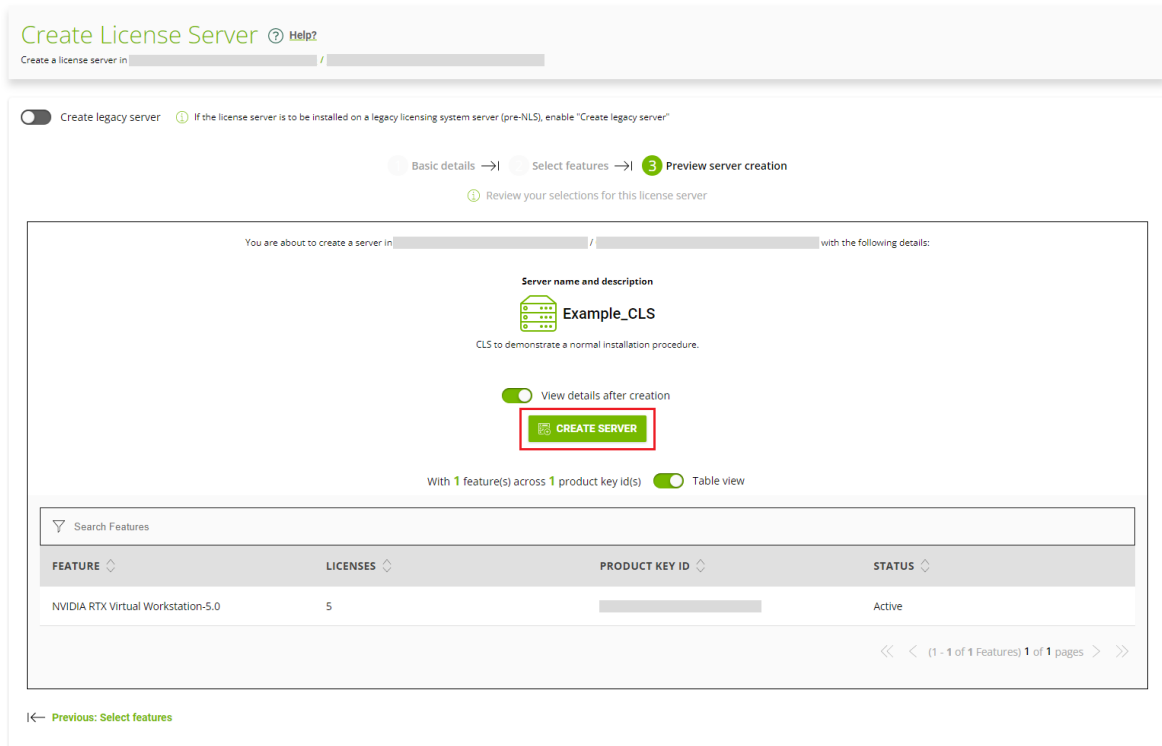 Create License Server ? Help?
Create a license server in /
Create legacy server i If the license server is to be installed on a legacy licensing system server (pre-NLS), enable "Create legacy server"
Basic details Select features 3 Preview server creation
i Review your selections for this license server
You are about to create a server in / with the following details:
Server name and description
Example_CLS
CLS to demonstrate a normal installation procedure.
View details after creation
CREATE SERVER
With 1 feature(s) across 1 product key id(s) Table view
Search Features
FEATURE LICENSES PRODUCT KEY ID STATUS
NVIDIA RTX Virtual Workstation-5.0 5 Active
(1 - 1 of 1 Features) 1 of 1 pages
Previous: Select features